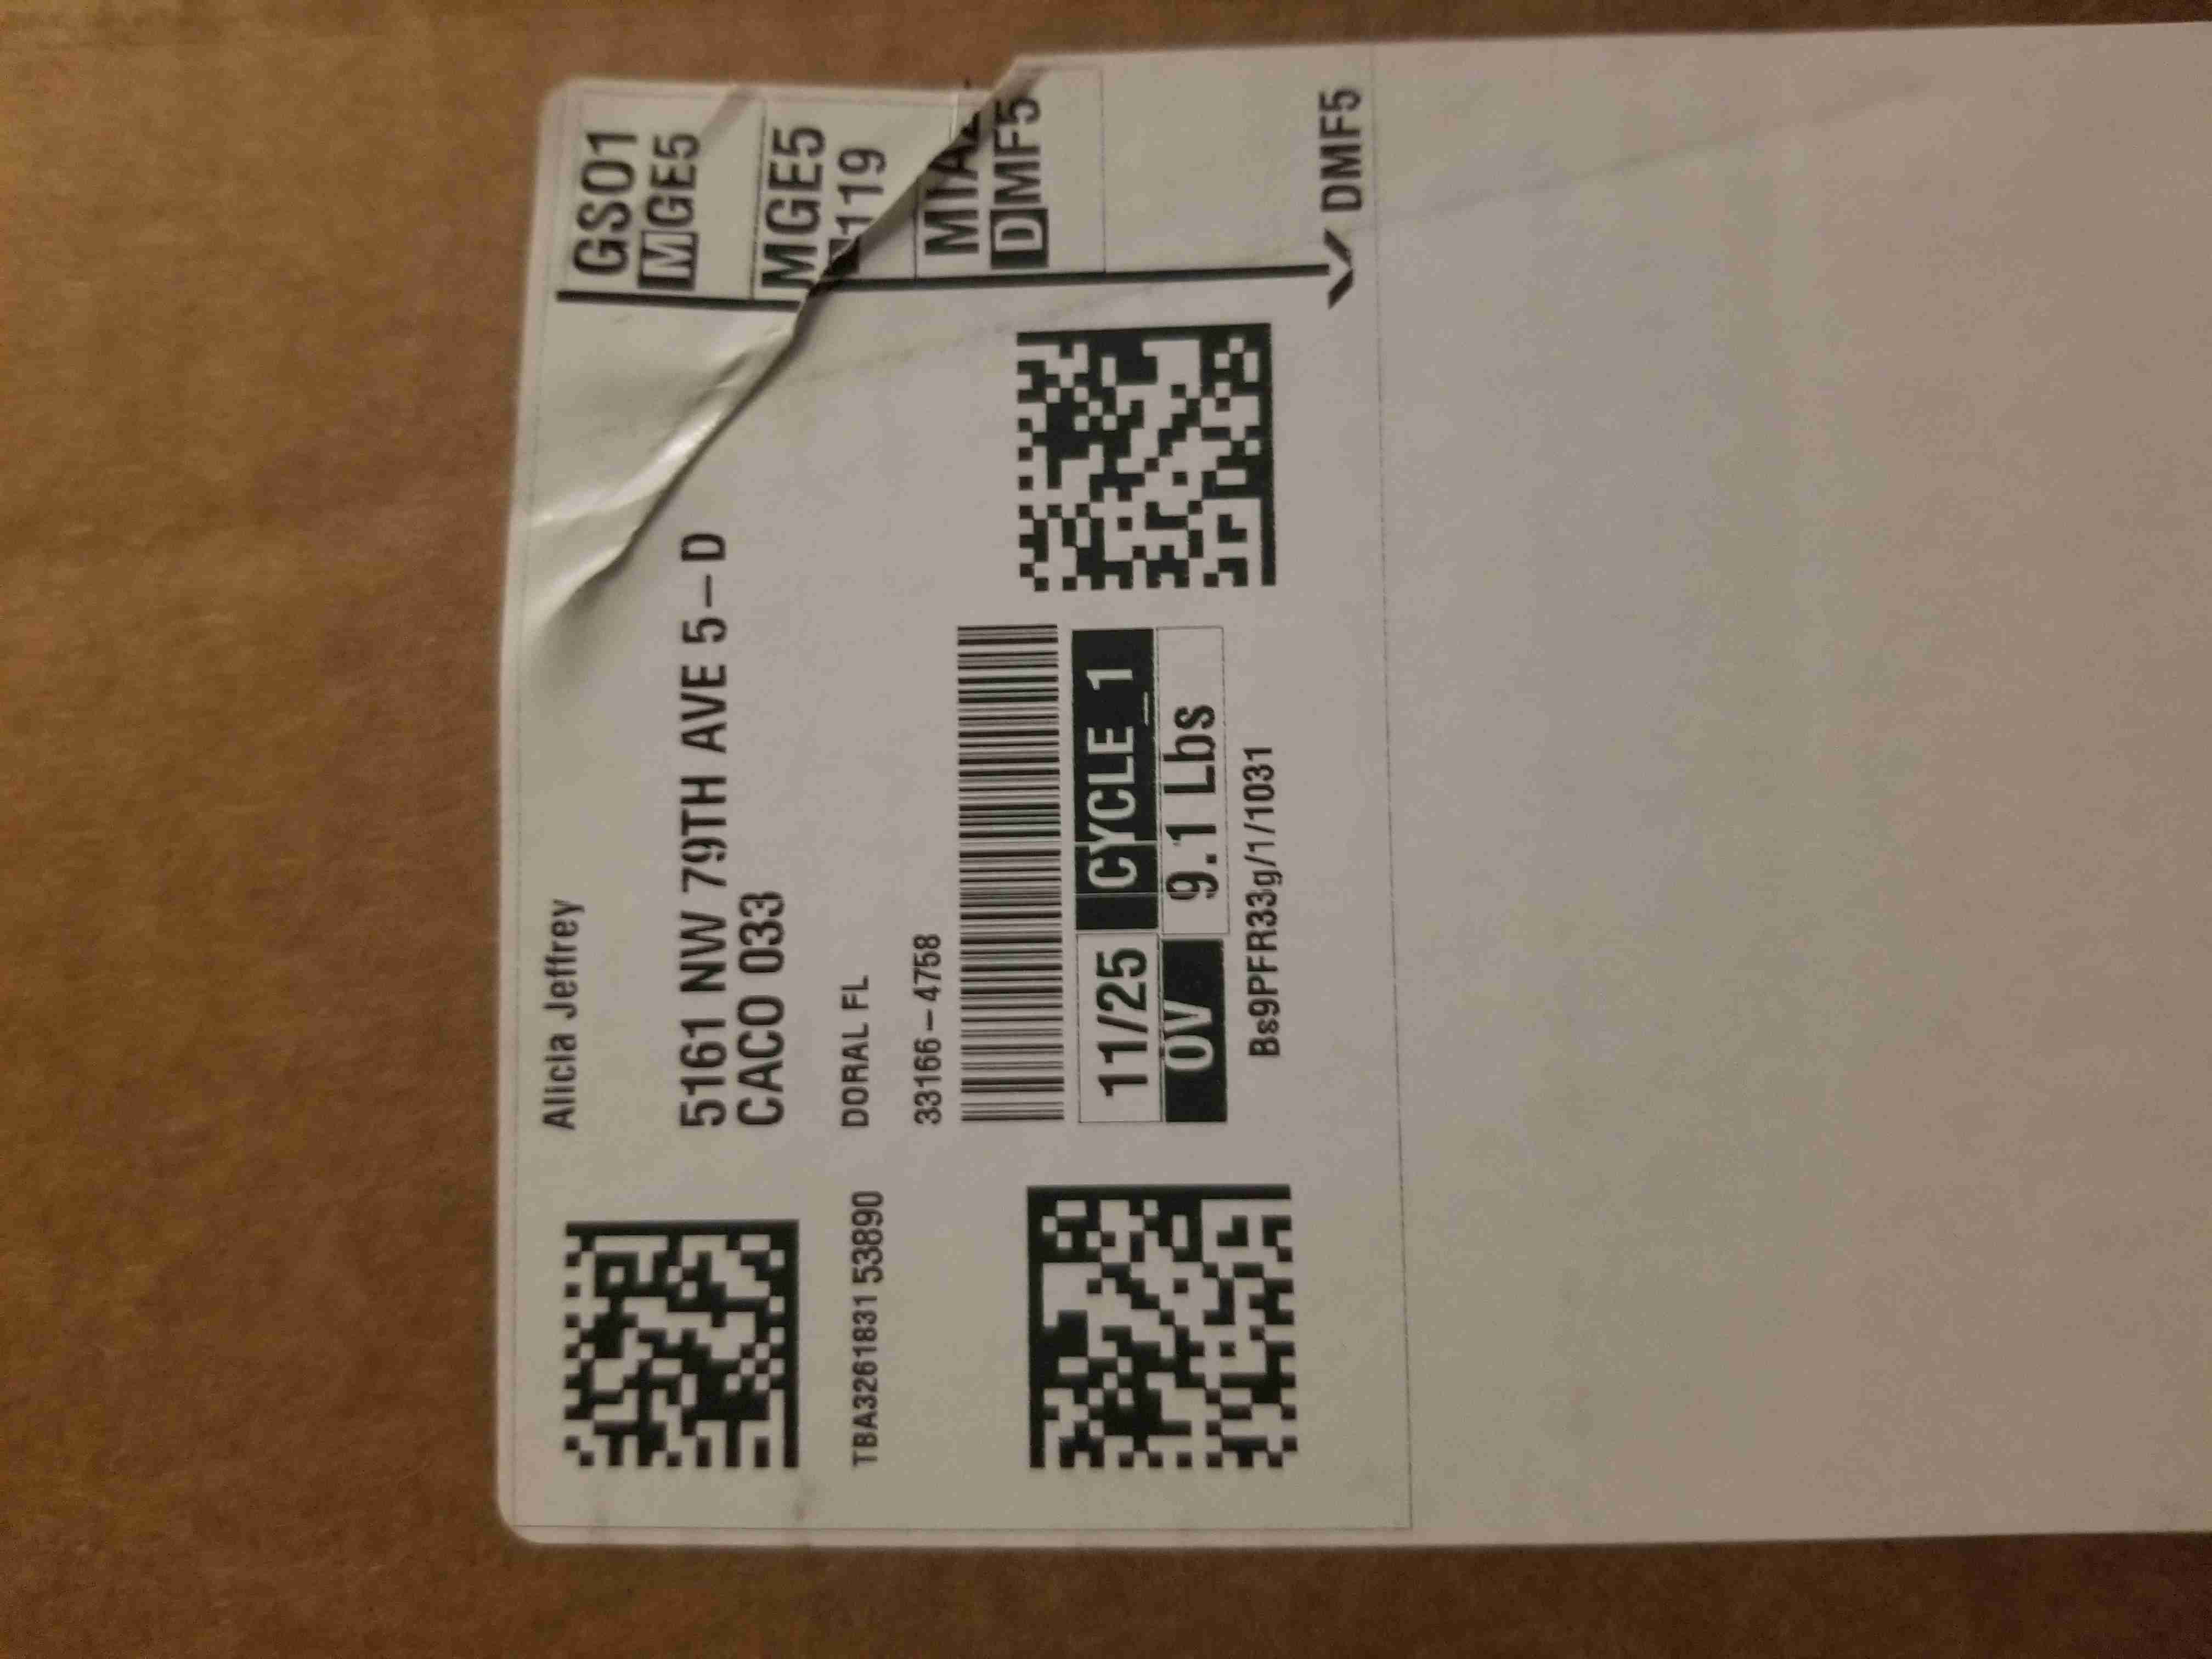 Alicia Jeffrey
5161 NW 79TH AVE 5-D
CACO 033
DORAL FL
33166-4758
TBA326183153890
11/25 CYCLE_1
OV 9.1 Lbs
Bs9PFR33g/1/1031
GSO1
MGE5
MGE5
119
DMF5
DMF5